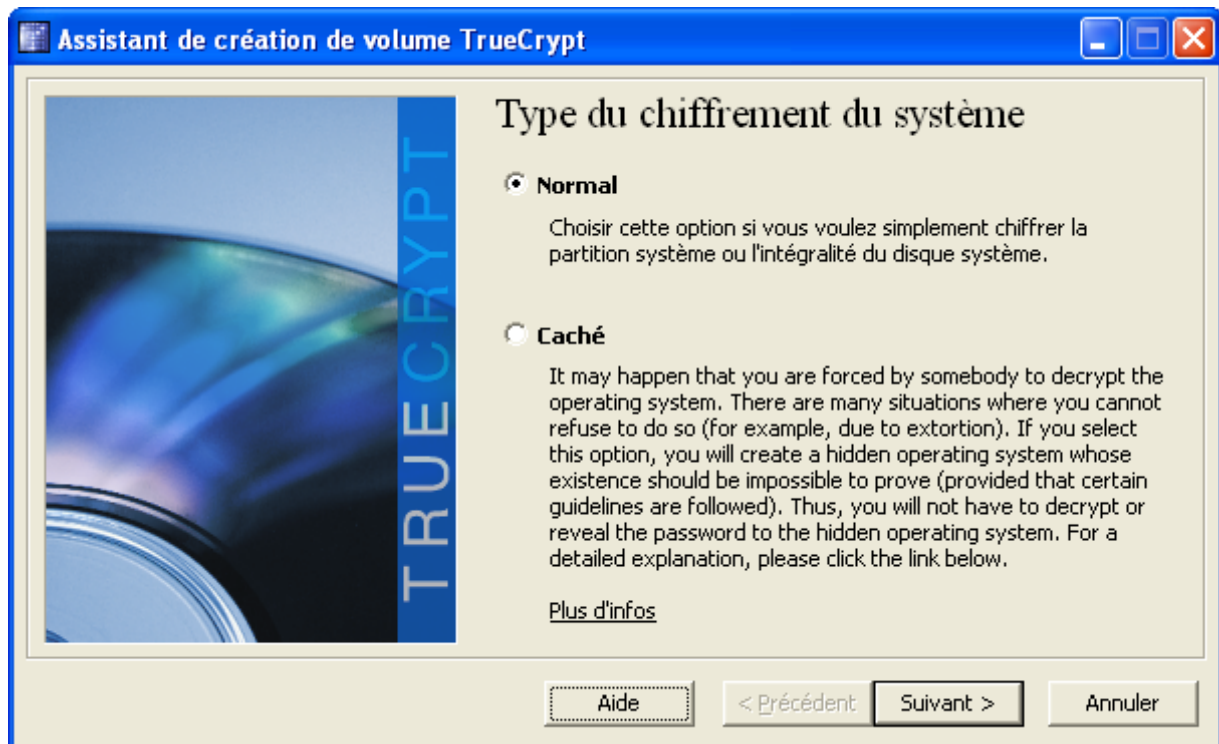 Assistant de création de volume TrueCrypt
TRUECRYPT
Type du chiffrement du système
Normal
Choisir cette option si vous voulez simplement chiffrer la
partition système ou l'intégralité du disque système.
Caché
It may happen that you are forced by somebody to decrypt the
operating system. There are many situations where you cannot
refuse to do so (for example, due to extortion). If you select
this option, you will create a hidden operating system whose
existence should be impossible to prove (provided that certain
guidelines are followed). Thus, you will not have to decrypt or
reveal the password to the hidden operating system. For a
detailed explanation, please click the link below.
Plus d'infos
Aide
< Précédent
Suivant >
Annuler